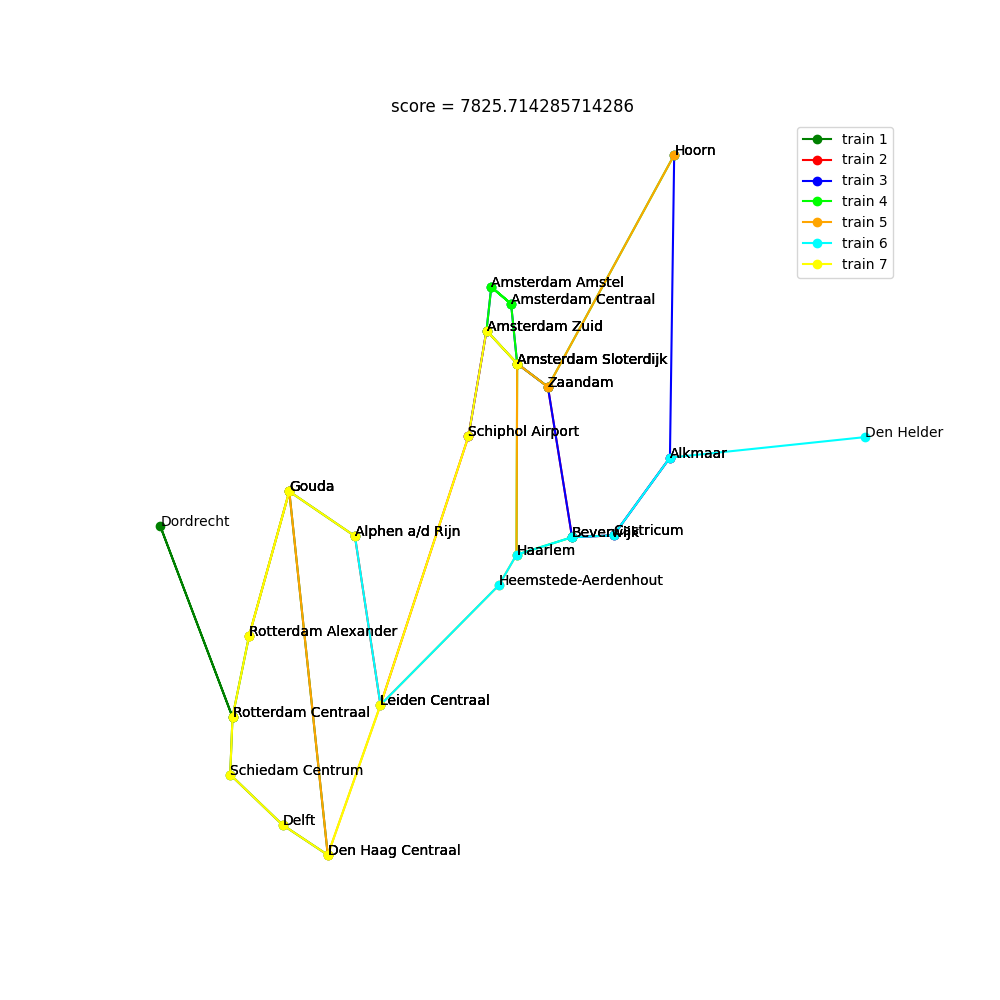 score = 7825.714285714286
train 1
train 2
train 3
train 4
train 5
train 6
train 7
Hoorn
Amsterdam Amstel
Amsterdam Centraal
Amsterdam Zuid
Amsterdam Sloterdijk
Zaandam
Schiphol Airport
Den Helder
Alkmaar
Gouda
Dordrecht
Alphen a/d Rijn
Beverwijk
Castricum
Haarlem
Heemstede-Aerdenhout
Rotterdam Alexander
Leiden Centraal
Rotterdam Centraal
Schiedam Centrum
Delft
Den Haag Centraal